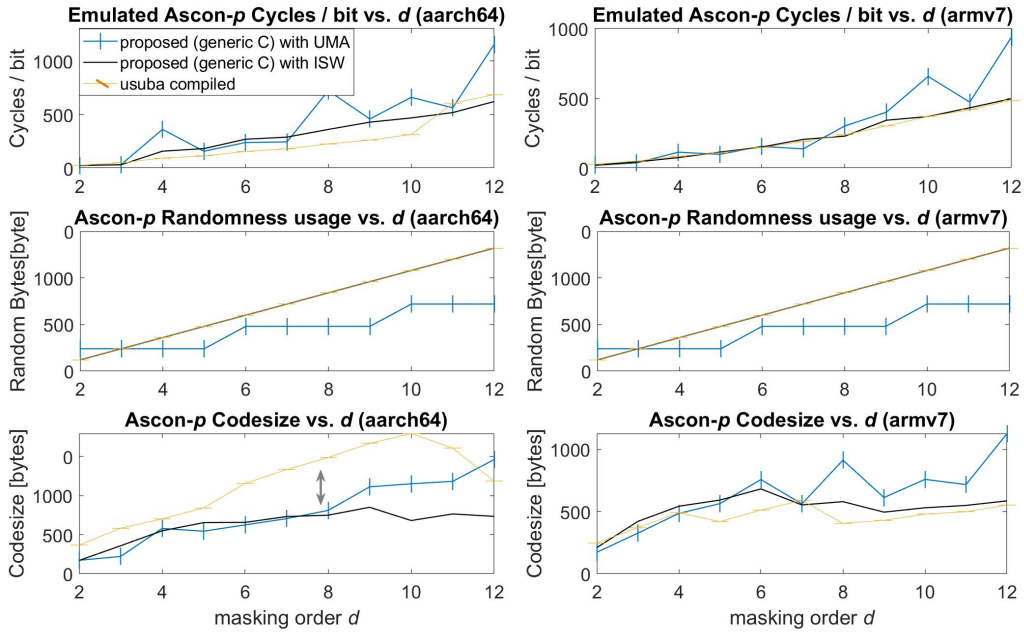 Emulated Ascon-p Cycles / bit vs. d (aarch64)
Cycles / bit
1000
500
0
proposed (generic C) with UMA
proposed (generic C) with ISW
usuba compiled
2 4 6 8 10 12
Emulated Ascon-p Cycles / bit vs. d (armv7)
Cycles / bit
1000
500
0
2 4 6 8 10 12
Ascon-p Randomness usage vs. d (aarch64)
Random Bytes[byte]
0
1000
500
0
2 4 6 8 10 12
Ascon-p Randomness usage vs. d (armv7)
Random Bytes[byte]
0
1000
500
0
2 4 6 8 10 12
Ascon-p Codesize vs. d (aarch64)
Codesize [bytes]
0
1000
500
0
2 4 6 8 10 12
masking order d
Ascon-p Codesize vs. d (armv7)
Codesize [bytes]
1000
500
0
2 4 6 8 10 12
masking order d